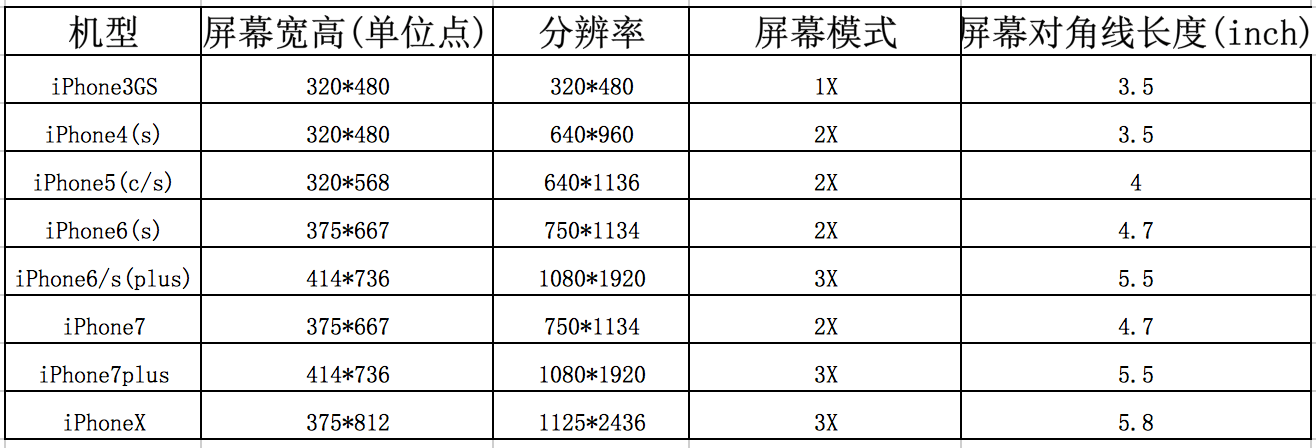 机型 屏幕宽高(单位点) 分辨率 屏幕模式 屏幕对角线长度(inch)
iPhone3GS 320*480 320*480 1X 3.5
iPhone4(s) 320*480 640*960 2X 3.5
iPhone5(c/s) 320*568 640*1136 2X 4
iPhone6(s) 375*667 750*1134 2X 4.7
iPhone6/s(plus) 414*736 1080*1920 3X 5.5
iPhone7 375*667 750*1134 2X 4.7
iPhone7plus 414*736 1080*1920 3X 5.5
iPhoneX 375*812 1125*2436 3X 5.8